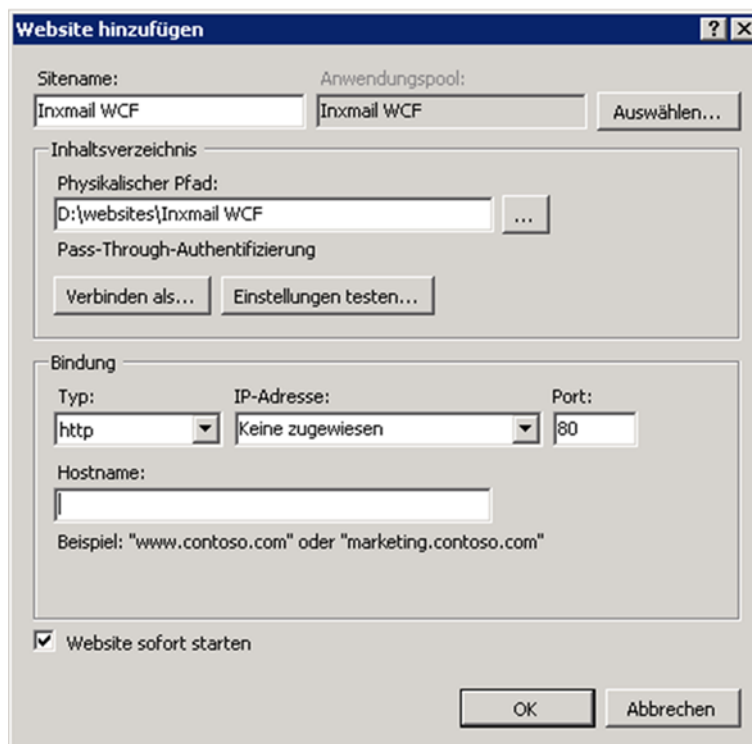 Website hinzufügen
Sitename:
Anwendungspool:
Inxmail WCF
Inxmail WCF
Auswählen...
Inhaltsverzeichnis
Physikalischer Pfad:
D:\websites\Inxmail WCF
...
Pass-Through-Authentifizierung
Verbinden als...
Einstellungen testen...
Bindung
Typ:
IP-Adresse:
Port:
http
Keine zugewiesen
80
Hostname:
Beispiel: "www.contoso.com" oder "marketing.contoso.com"
Website sofort starten
OK
Abbrechen